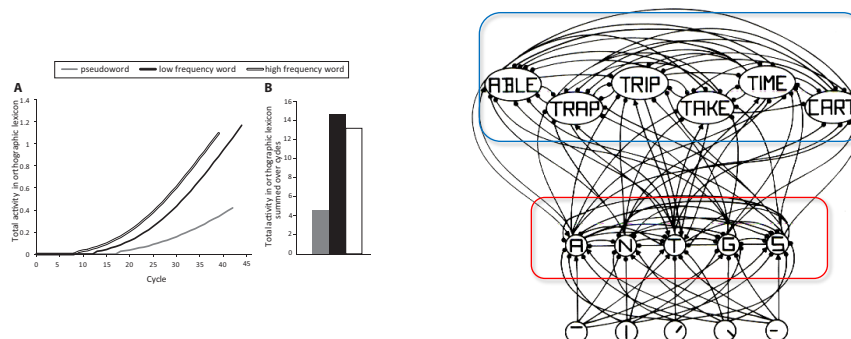 pseudoword low frequency word high frequency word
A
Total activity in orthographic lexicon
1.4
1.2
1
0.8
0.6
0.4
0.2
0
0 5 10 15 20 25 30 35 40 45
Cycle
B
Total activity in orthographic lexicon
summed over cycles
16
14
12
10
8
6
4
2
0
ABLE TRIP TIME
TRAP TAKE CART
A N T G S